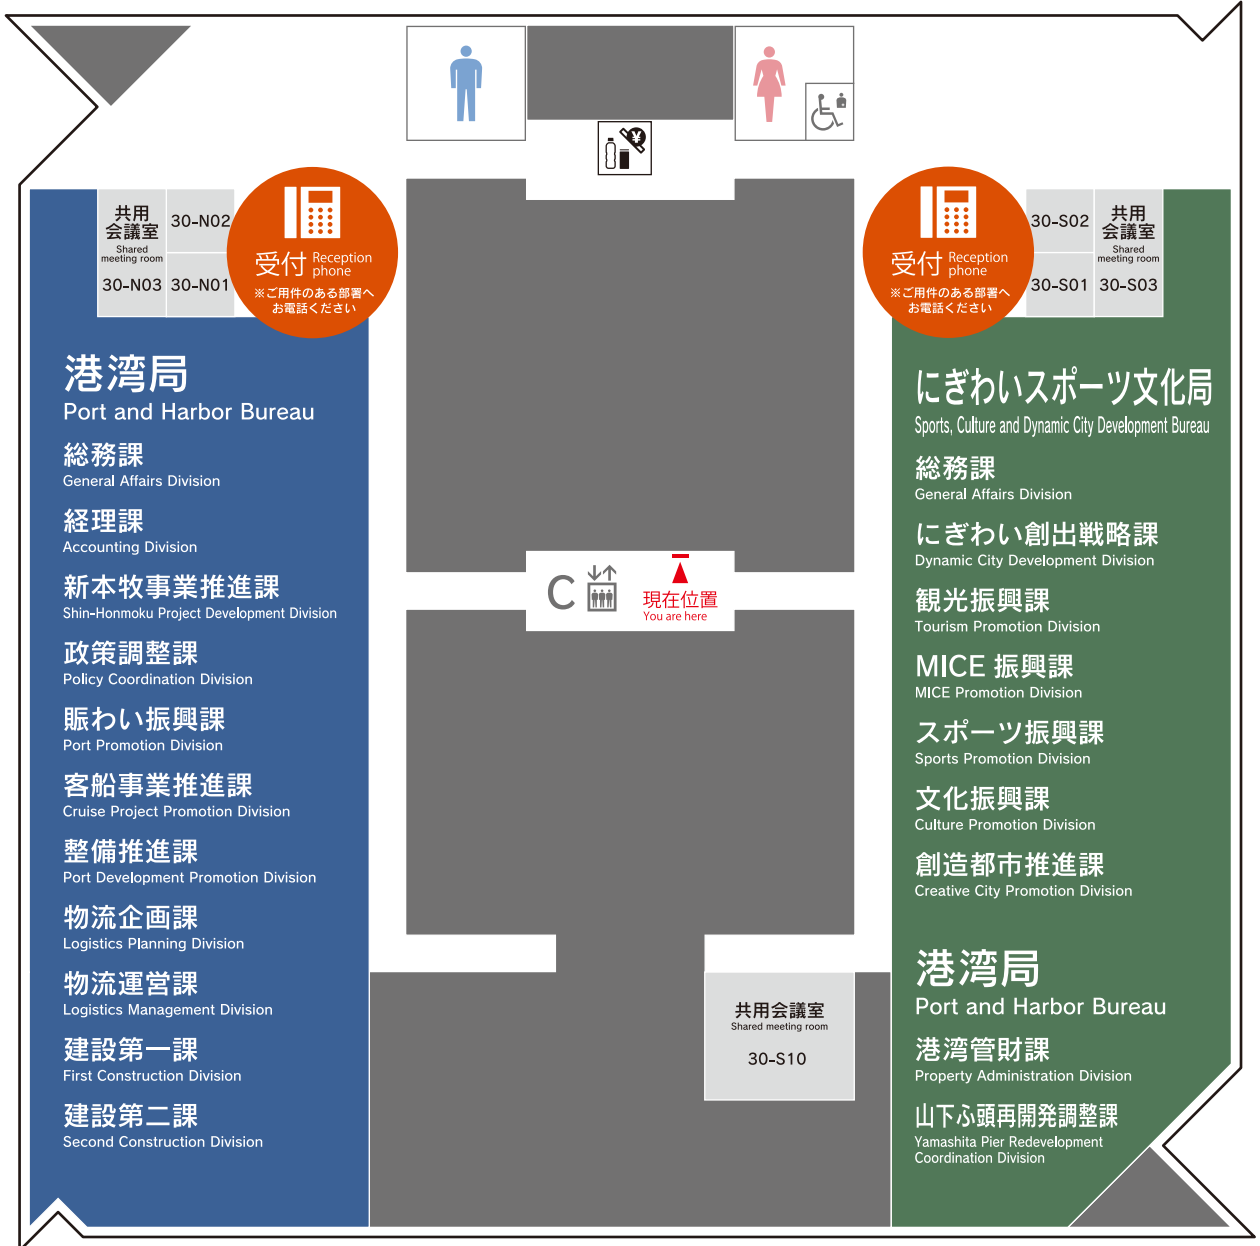 共用
会議室
Shared
meeting room
30-N03
30-N02
30-N01
受付 Reception
phone
※ご用件のある部署へ
お電話ください
受付 Reception
phone
※ご用件のある部署へ
お電話ください
30-S02
30-S01
共用
会議室
Shared
meeting room
30-S03
港湾局
Port and Harbor Bureau
総務課
General Affairs Division
経理課
Accounting Division
新本牧事業推進課
Shin-Honmoku Project Development Division
政策調整課
Policy Coordination Division
賑わい振興課
Port Promotion Division
客船事業推進課
Cruise Project Promotion Division
整備推進課
Port Development Promotion Division
物流企画課
Logistics Planning Division
物流運営課
Logistics Management Division
建設第一課
First Construction Division
建設第二課
Second Construction Division
C
現在位置
You are here
共用会議室
Shared meeting room
30-S10
にぎわいスポーツ文化局
Sports, Culture and Dynamic City Development Bureau
総務課
General Affairs Division
にぎわい創出戦略課
Dynamic City Development Division
観光振興課
Tourism Promotion Division
MICE 振興課
MICE Promotion Division
スポーツ振興課
Sports Promotion Division
文化振興課
Culture Promotion Division
創造都市推進課
Creative City Promotion Division
港湾局
Port and Harbor Bureau
港湾管財課
Property Administration Division
山下ふ頭再開発調整課
Yamashita Pier Redevelopment
Coordination Division
¥